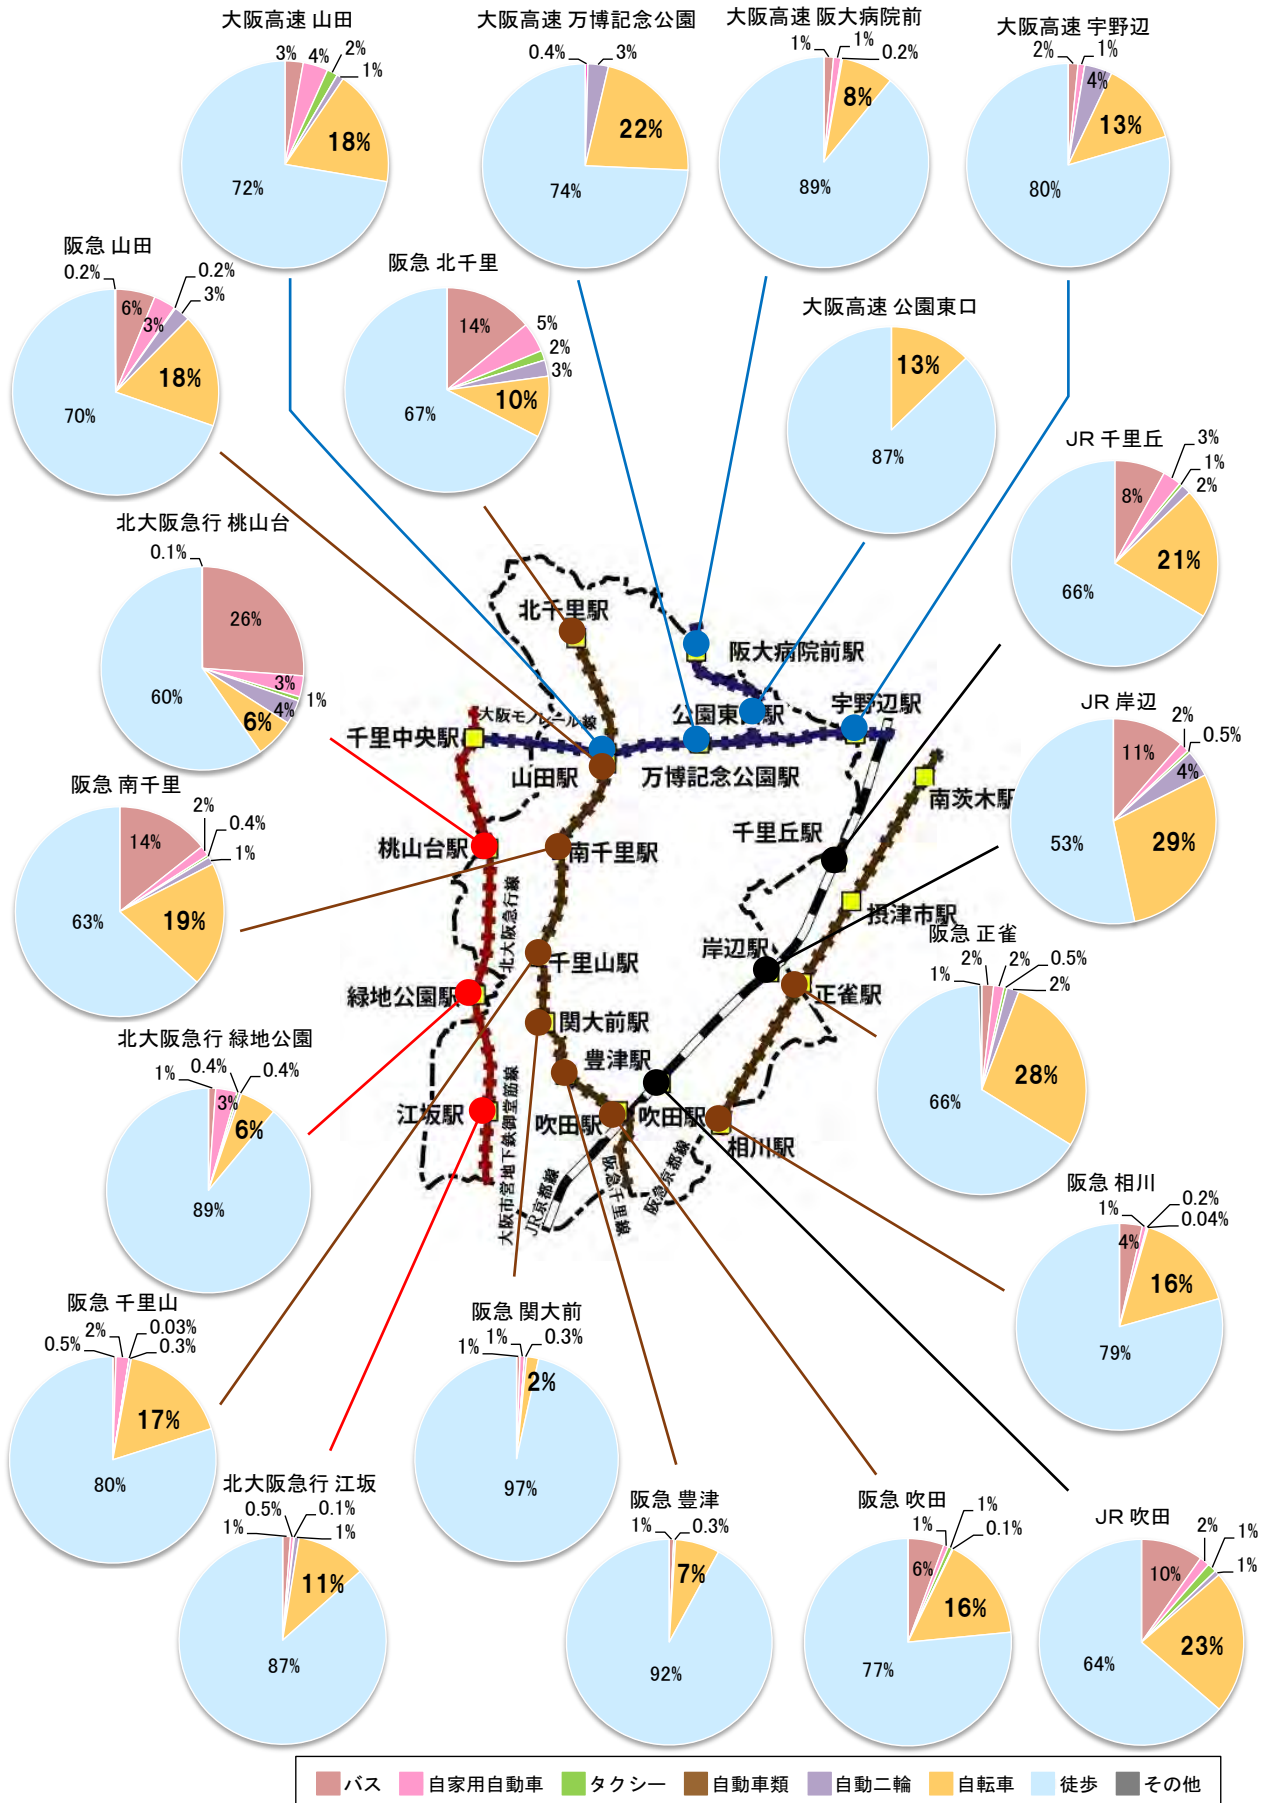 大阪高速 山田
3%
4%
2%
1%
18%
72%
大阪高速 万博記念公園
0.4%
3%
22%
74%
大阪高速 阪大病院前
1%
1%
0.2%
8%
89%
大阪高速 宇野辺
2%
1%
4%
13%
80%
阪急 山田
0.2%
6%
3%
0.2%
3%
18%
70%
阪急 北千里
14%
5%
2%
3%
10%
67%
大阪高速 公園東口
13%
87%
JR 千里丘
8%
3%
1%
2%
21%
66%
北大阪急行 桃山台
0.1%
26%
3%
1%
4%
6%
60%
JR 岸辺
11%
2%
0.5%
4%
29%
53%
阪急 南千里
14%
2%
0.4%
1%
19%
63%
阪急 正雀
1%
2%
2%
0.5%
2%
28%
66%
北大阪急行 緑地公園
1%
3%
0.4%
0.4%
6%
89%
阪急 相川
4%
1%
0.2%
0.04%
16%
79%
阪急 千里山
0.5%
2%
0.03%
0.3%
17%
80%
阪急 関大前
1%
1%
0.3%
2%
97%
北大阪急行 江坂
1%
0.5%
0.1%
1%
11%
87%
阪急 豊津
1%
0.3%
7%
92%
阪急 吹田
6%
1%
1%
0.1%
16%
77%
JR 吹田
10%
2%
1%
1%
23%
64%
北千里駅
阪大病院前駅
大阪モノレール線
公園東口駅
宇野辺駅
千里中央駅
山田駅
万博記念公園駅
南茨木駅
千里丘駅
桃山台駅
南千里駅
摂津市駅
北大阪急行線
千里山駅
岸辺駅
正雀駅
緑地公園駅
関大前駅
豊津駅
江坂駅
吹田駅
吹田駅
相川駅
大阪市営地下鉄御堂筋線
JR京都線
阪急千里線
阪急京都線
バス 自家用自動車 タクシー 自動車類 自動二輪 自転車 徒歩 その他